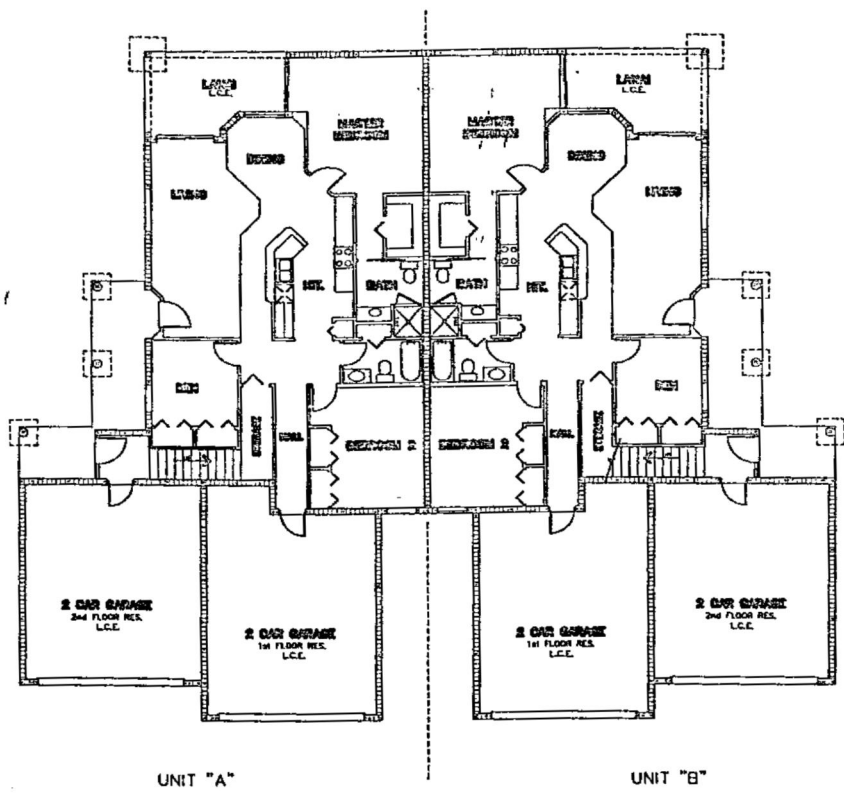 LANAI
L.C.E.
MASTER
BEDROOM
MASTER
BEDROOM
LANAI
L.C.E.
DINING
DINING
LIVING
LIVING
KIT.
BATH
BATH
KIT.
DEN
DEN
STORAGE
HALL
BEDROOM 2
BEDROOM 2
HALL
STORAGE
2 CAR GARAGE
2nd FLOOR RES.
L.C.E.
2 CAR GARAGE
1st FLOOR RES.
L.C.E.
2 CAR GARAGE
1st FLOOR RES.
L.C.E.
2 CAR GARAGE
2nd FLOOR RES.
L.C.E.
UNIT "A"
UNIT "B"